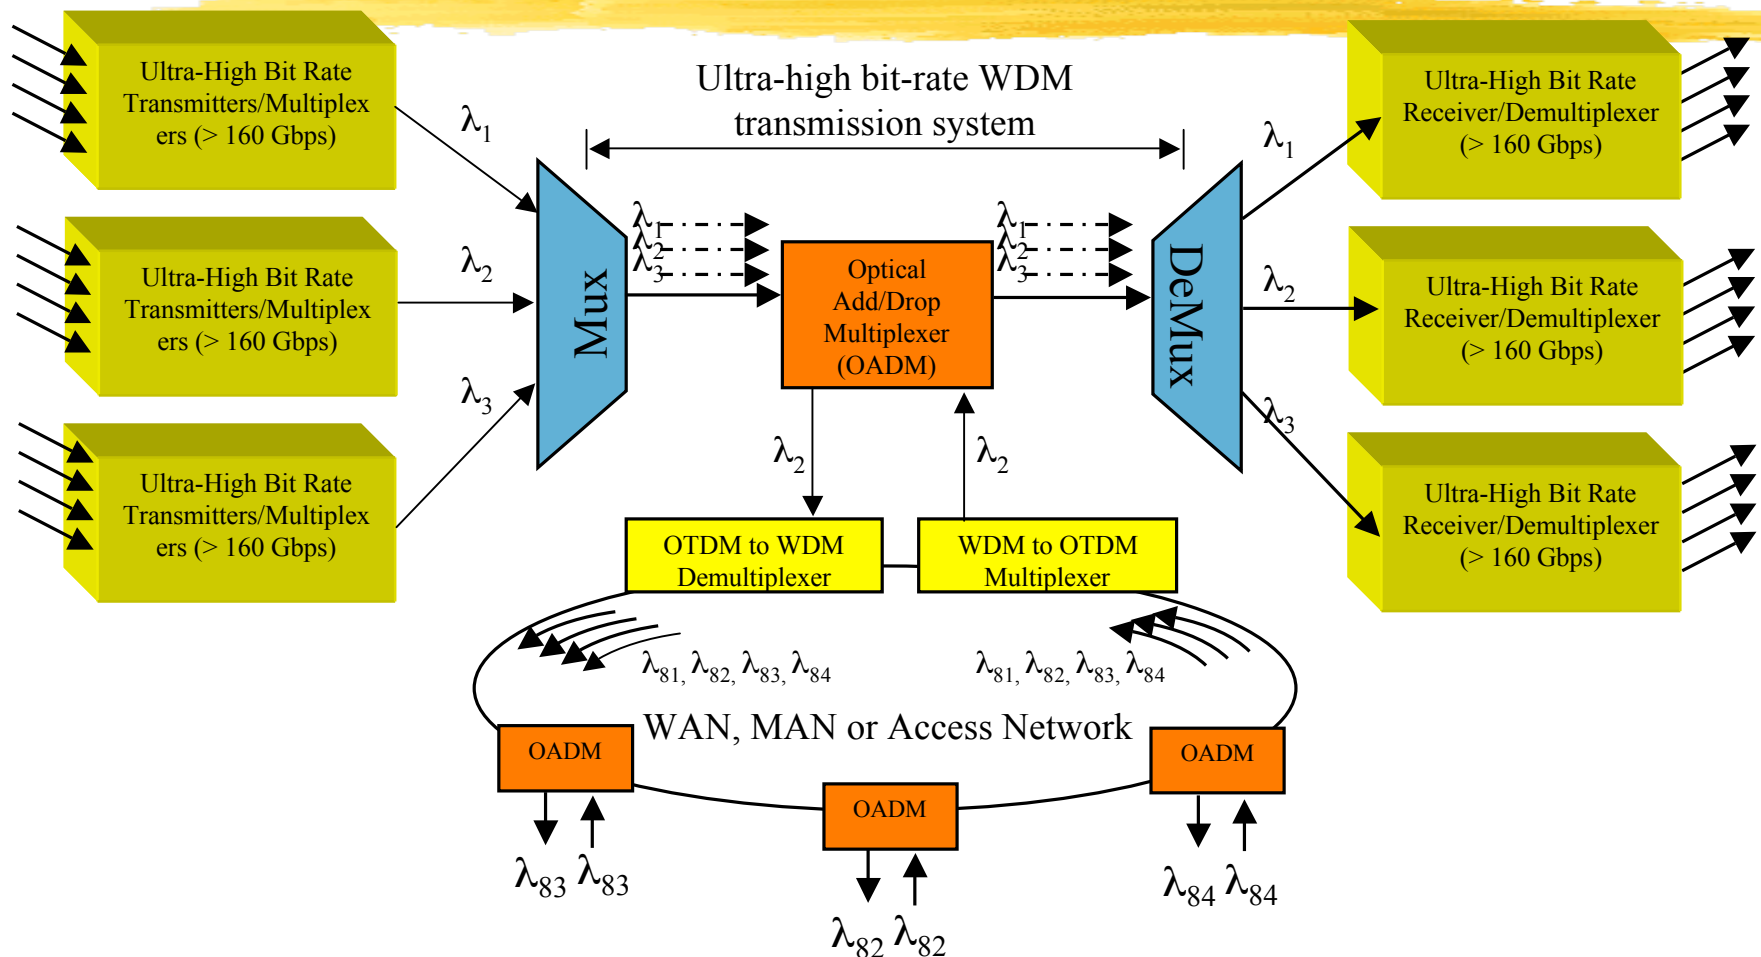 Ultra-High Bit Rate
Transmitters/Multiplex
ers (> 160 Gbps)
λ1
Ultra-high bit-rate WDM
transmission system
λ1
Ultra-High Bit Rate
Receiver/Demultiplexer
(> 160 Gbps)
Ultra-High Bit Rate
Transmitters/Multiplex
ers (> 160 Gbps)
λ2
Mux
λ1
λ2
λ3
Optical
Add/Drop
Multiplexer
(OADM)
λ1
λ2
λ3
DeMux
λ2
Ultra-High Bit Rate
Receiver/Demultiplexer
(> 160 Gbps)
Ultra-High Bit Rate
Transmitters/Multiplex
ers (> 160 Gbps)
λ3
λ3
Ultra-High Bit Rate
Receiver/Demultiplexer
(> 160 Gbps)
λ2
λ2
OTDM to WDM
Demultiplexer
WDM to OTDM
Multiplexer
λ81, λ82, λ83, λ84
λ81, λ82, λ83, λ84
WAN, MAN or Access Network
OADM
OADM
OADM
λ83 λ83
λ82 λ82
λ84 λ84